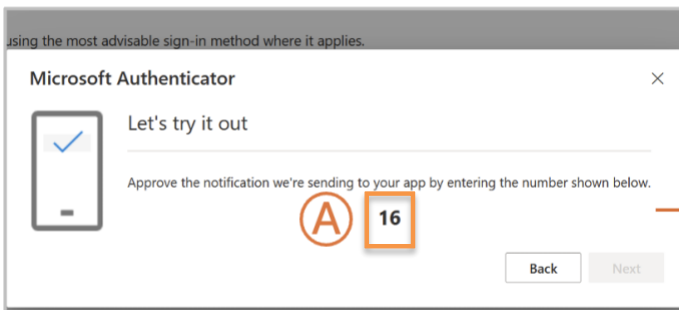 using the most advisable sign-in method where it applies.
Microsoft Authenticator
Let's try it out
Approve the notification we're sending to your app by entering the number shown below.
A 16
Back Next